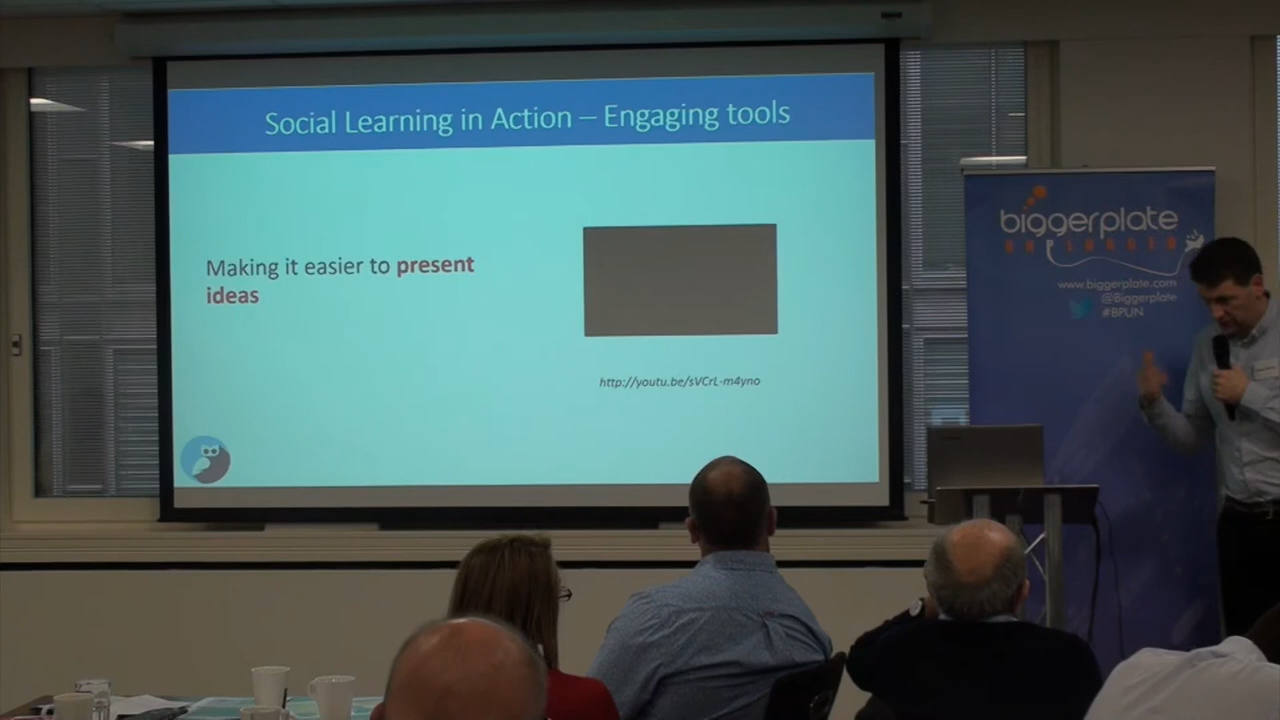 Social Learning in Action – Engaging tools
Making it easier to present
ideas
http://youtu.be/sVCrL-m4yno
biggerplate
UNPLUGGED
www.biggerplate.com
@Biggerplate
#BPUN